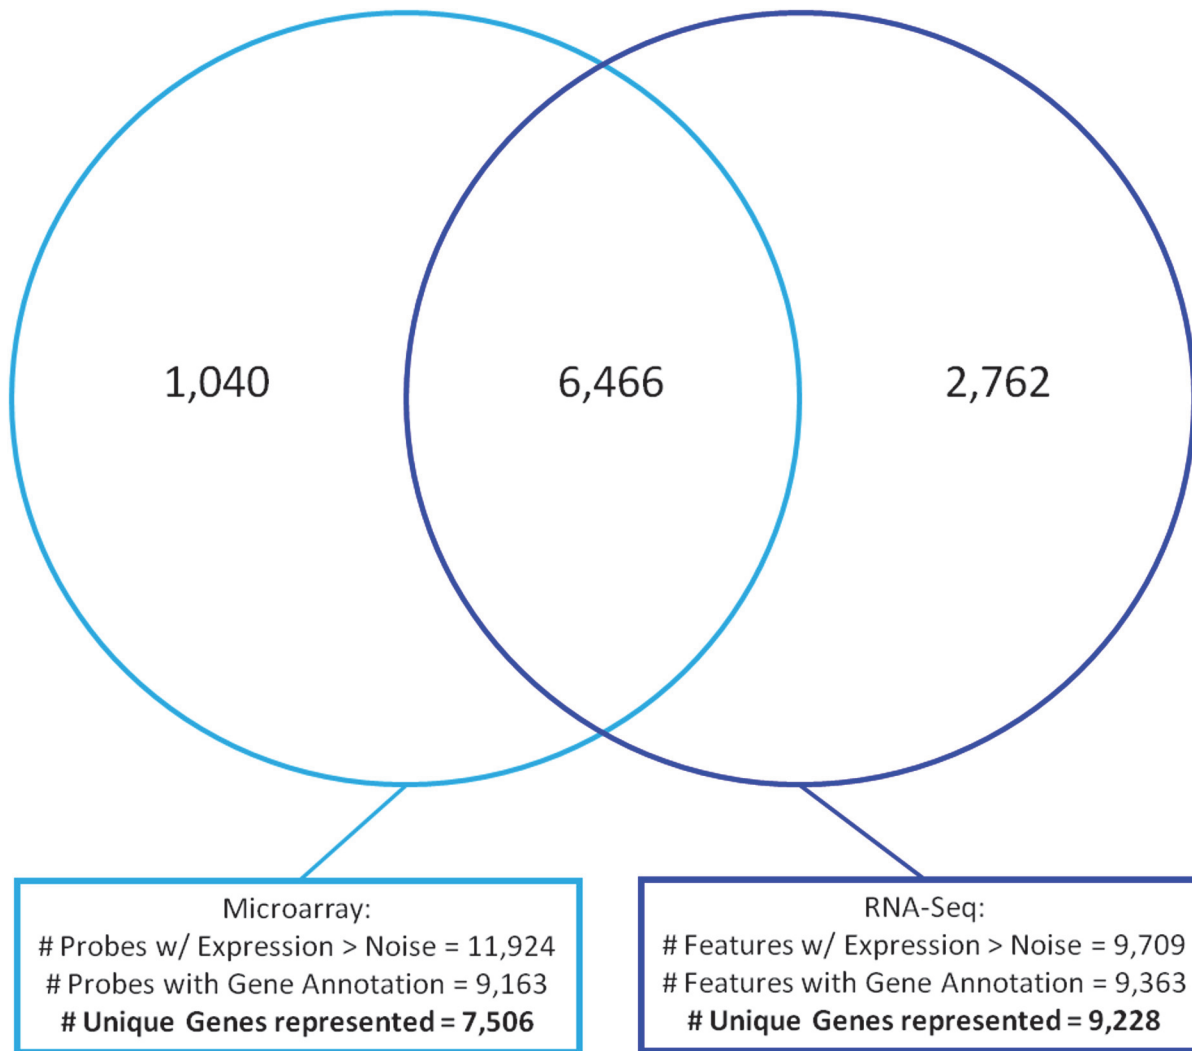 1,040
6,466
2,762
Microarray:
# Probes w/ Expression > Noise = 11,924
# Probes with Gene Annotation = 9,163
# Unique Genes represented = 7,506
RNA-Seq:
# Features w/ Expression > Noise = 9,709
# Features with Gene Annotation = 9,363
# Unique Genes represented = 9,228